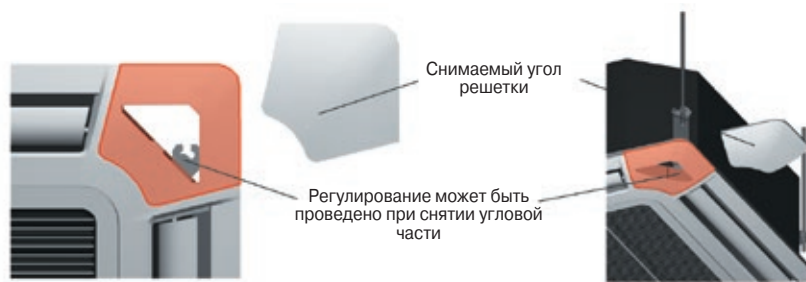 Снимаемый угол
решетки
Регулирование может быть
проведено при снятии угловой
части